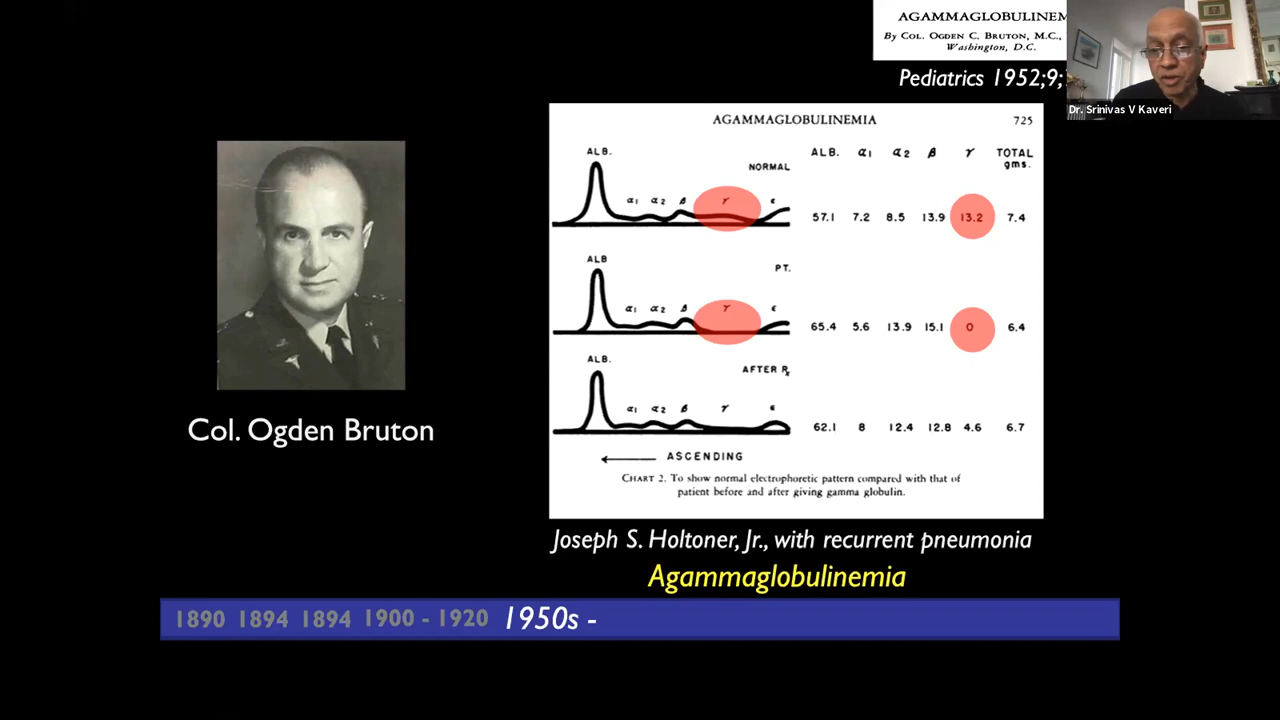 AGAMMAGLOBULINEM
By COL. OGDEN C. BRUTON, M.C.,
Washington, D.C.
Pediatrics 1952;9;
Dr. Srinivas V Kaveri
AGAMMAGLOBULINEMIA 725
ALB. α1 α2 β γ TOTAL gms.
ALB.
NORMAL
α1 α2 β γ ε
57.1 7.2 8.5 13.9 13.2 7.4
ALB
PT.
α1 α2 β γ ε
65.4 5.6 13.9 15.1 0 6.4
ALB.
AFTER Rx
α1 α2 β γ ε
62.1 8 12.4 12.8 4.6 6.7
ASCENDING
CHART 2. To show normal electrophoretic pattern compared with that of
patient before and after giving gamma globulin.
Col. Ogden Bruton
Joseph S. Holtoner, Jr., with recurrent pneumonia
Agammaglobulinemia
1890 1894 1894 1900 - 1920 1950s -